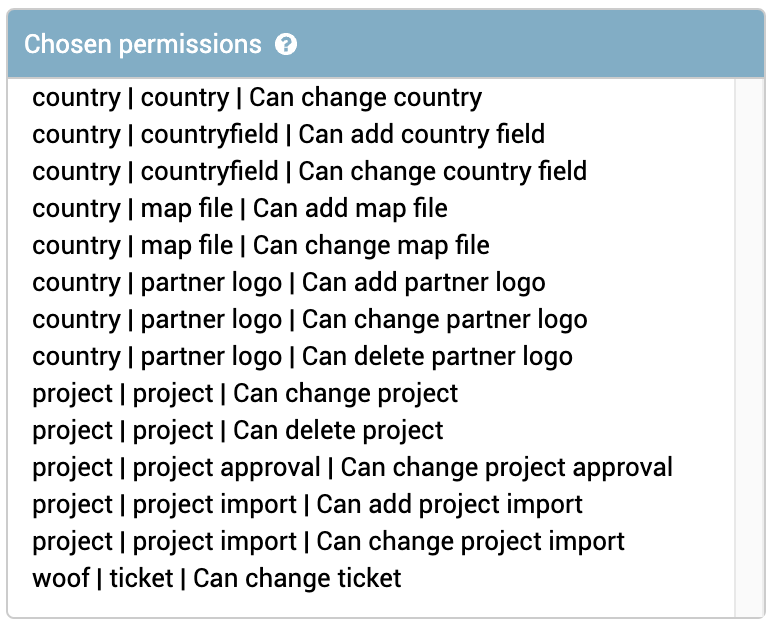 Chosen permissions ?
country | country | Can change country
country | countryfield | Can add country field
country | countryfield | Can change country field
country | map file | Can add map file
country | map file | Can change map file
country | partner logo | Can add partner logo
country | partner logo | Can change partner logo
country | partner logo | Can delete partner logo
project | project | Can change project
project | project | Can delete project
project | project approval | Can change project approval
project | project import | Can add project import
project | project import | Can change project import
woof | ticket | Can change ticket